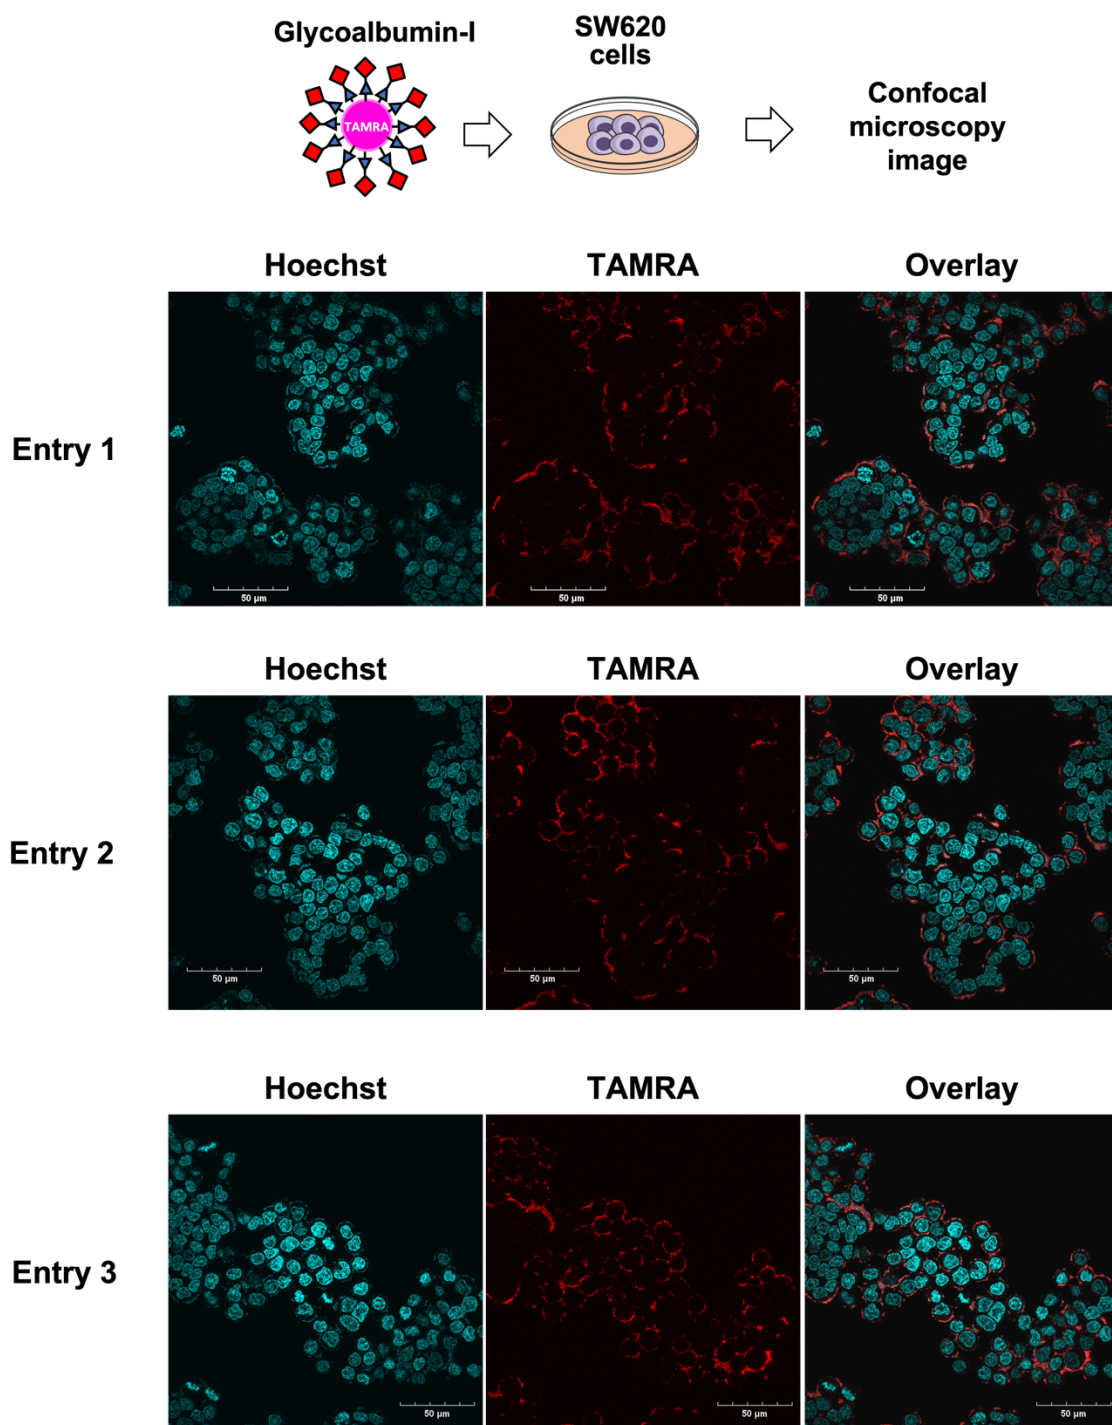 Glycoalbumin-I
SW620
cells
TAMRA
Confocal
microscopy
image
Hoechst TAMRA Overlay
Entry 1
50 μm 50 μm 50 μm
Hoechst TAMRA Overlay
Entry 2
50 μm 50 μm 50 μm
Hoechst TAMRA Overlay
Entry 3
50 μm 50 μm 50 μm